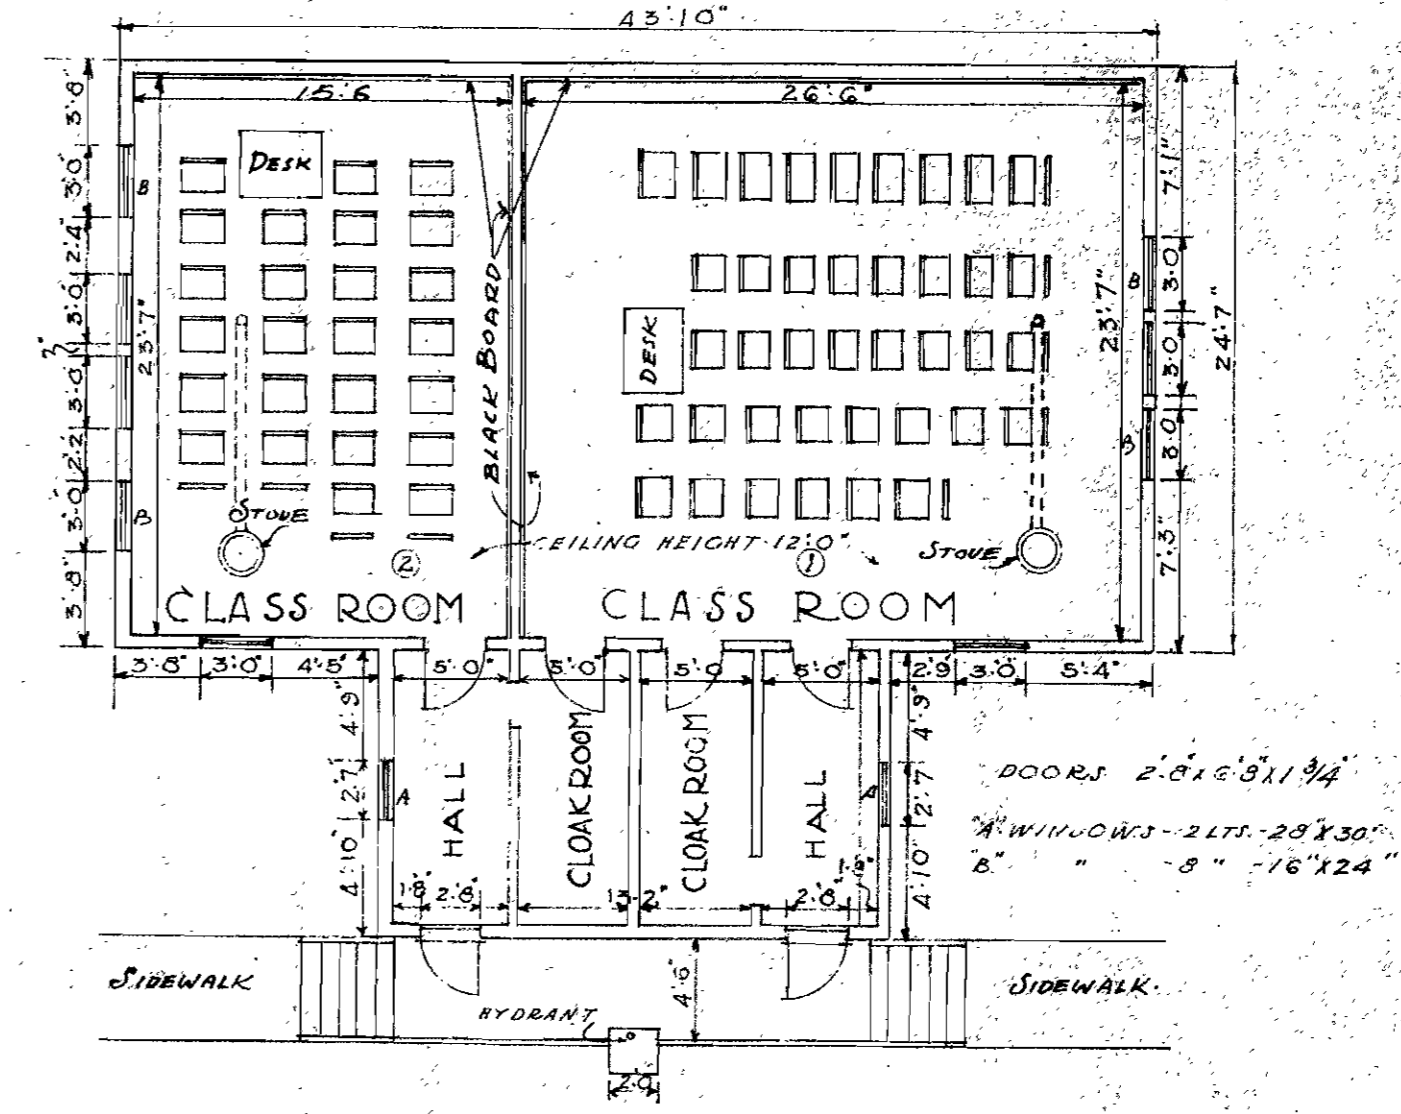 43'-10"
15'-6
26'-6"
3'-8"
3'-0"
2'-4"
3'-0
3"
3'-0
2'-2
3'-0"
3'-8"
23'-7"
B
B
DESK
BLACK BOARD
DESK
STOVE
STOVE
CEILING HEIGHT 12'-0"
2
1
CLASS ROOM
CLASS ROOM
7'-1"
3'-0
3'-0
3'-0
7'-3"
23'-7"
24'-7"
B
B
3'-8"
3'-0"
4'-5"
5'-0"
5'-0"
5'-0
5'-0"
2'-9"
3'-0
5'-4"
4'-9"
2'-7"
4'-10"
4'-9"
2'-7
4'-10"
A
A
HALL
CLOAKROOM
CLOAKROOM
HALL
1'-8"
2'-8"
13'-2"
2'-8"
DOORS 2'-8"x6'-8"x1 3/4"
"A" WINDOWS - 2 LTS. - 28"X30"
"B" " - 8 " - 16"X24"
SIDEWALK
SIDEWALK
HYDRANT
4'-6"
2'-0